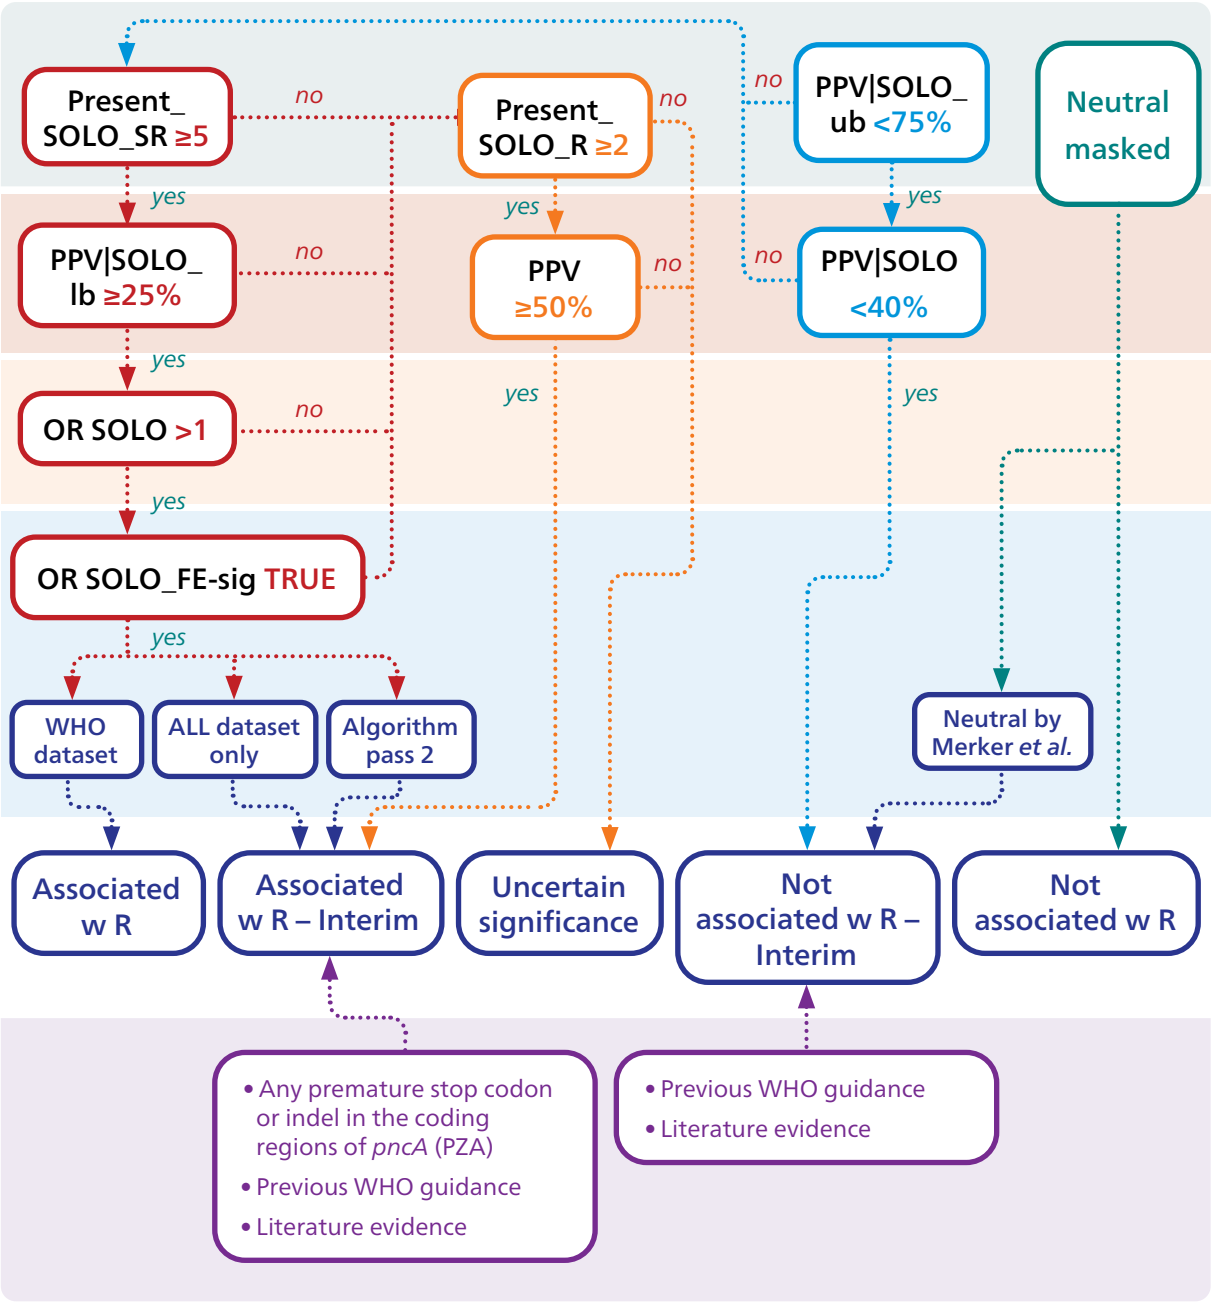 Present_
SOLO_SR ≥5
no
yes
PPV|SOLO_
lb ≥25%
no
yes
OR SOLO >1
no
yes
OR SOLO_FE-sig TRUE
yes
WHO
dataset
ALL dataset
only
Algorithm
pass 2
Present_
SOLO_R ≥2
no
yes
PPV
≥50%
no
yes
PPV|SOLO_
ub <75%
no
yes
PPV|SOLO
<40%
no
yes
Neutral
masked
Neutral by
Merker et al.
Associated
w R
Associated
w R – Interim
Uncertain
significance
Not
associated w R –
Interim
Not
associated w R
• Any premature stop codon
or indel in the coding
regions of pncA (PZA)
• Previous WHO guidance
• Literature evidence
• Previous WHO guidance
• Literature evidence